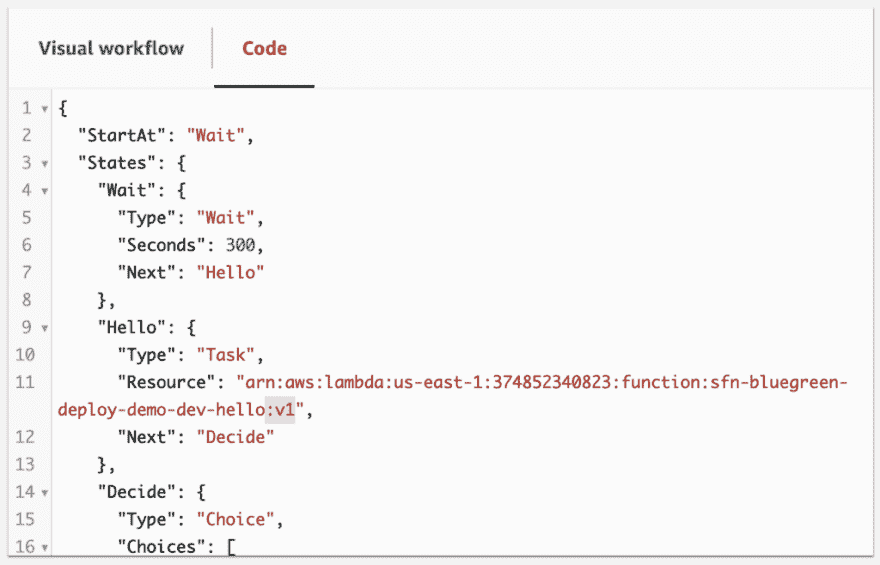 Visual workflow
Code
1 {
2 "StartAt": "Wait",
3 "States": {
4 "Wait": {
5 "Type": "Wait",
6 "Seconds": 300,
7 "Next": "Hello"
8 },
9 "Hello": {
10 "Type": "Task",
11 "Resource": "arn:aws:lambda:us-east-1:374852340823:function:sfn-bluegreen-
deploy-demo-dev-hello:v1",
12 "Next": "Decide"
13 },
14 "Decide": {
15 "Type": "Choice",
16 "Choices": [